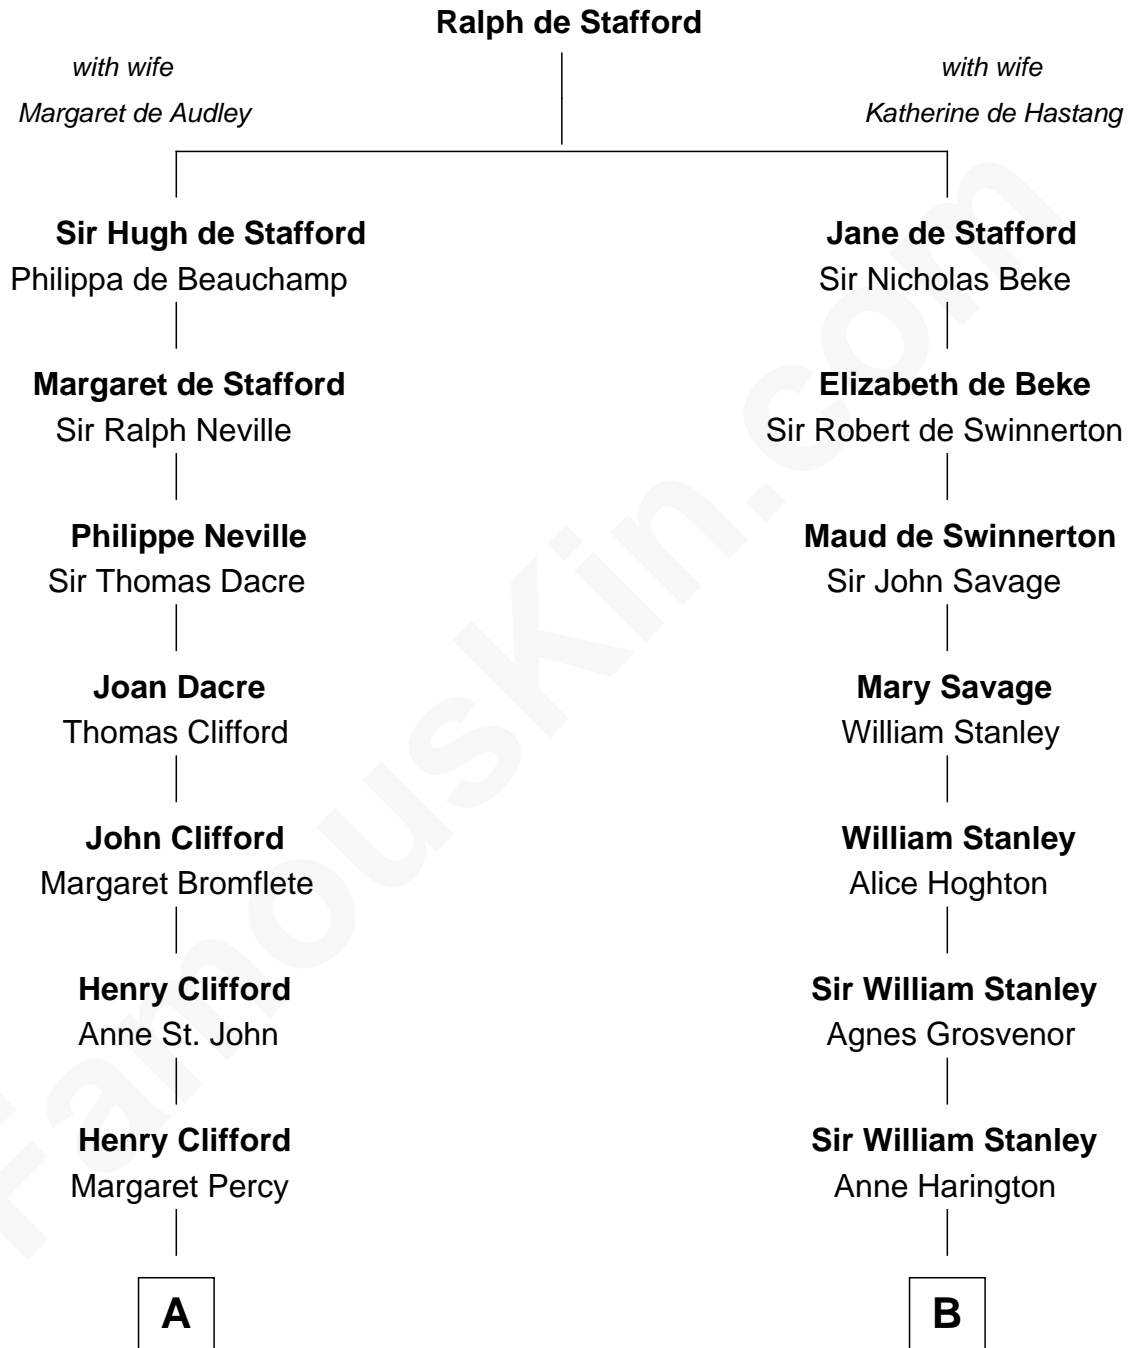 Ralph de Stafford
with wife
Margaret de Audley
with wife
Katherine de Hastang
Sir Hugh de Stafford
Philippa de Beauchamp
Jane de Stafford
Sir Nicholas Beke
Margaret de Stafford
Sir Ralph Neville
Elizabeth de Beke
Sir Robert de Swinnerton
Philippe Neville
Sir Thomas Dacre
Maud de Swinnerton
Sir John Savage
Joan Dacre
Thomas Clifford
Mary Savage
William Stanley
John Clifford
Margaret Bromflete
William Stanley
Alice Hoghton
Henry Clifford
Anne St. John
Sir William Stanley
Agnes Grosvenor
Henry Clifford
Margaret Percy
Sir William Stanley
Anne Harington
A
B
FamousKin.com